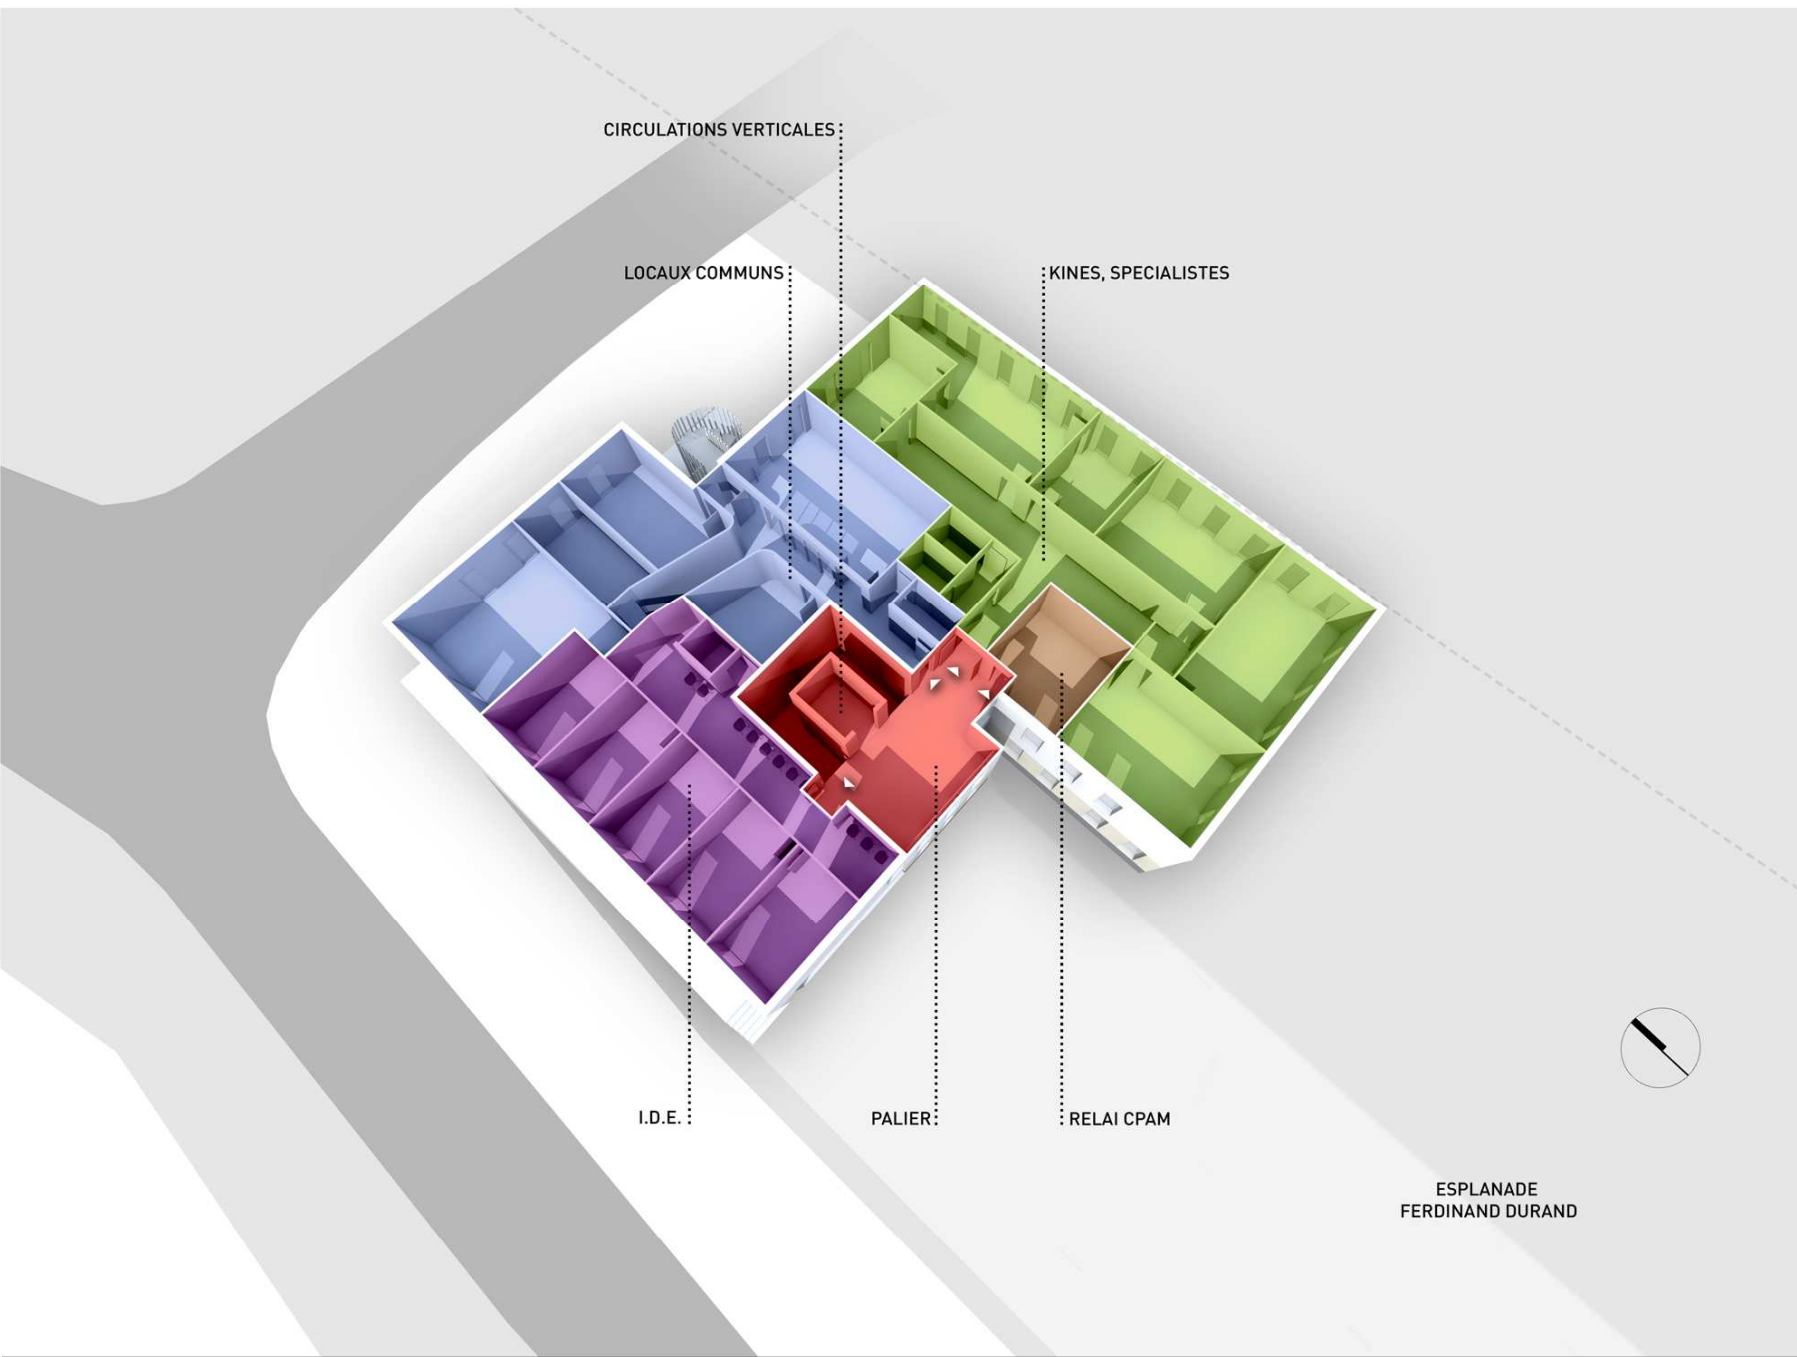 CIRCULATIONS VERTICALES
LOCAUX COMMUNS
KINES, SPECIALISTES
I.D.E.
PALIER
RELAI CPAM
ESPLANADE
FERDINAND DURAND